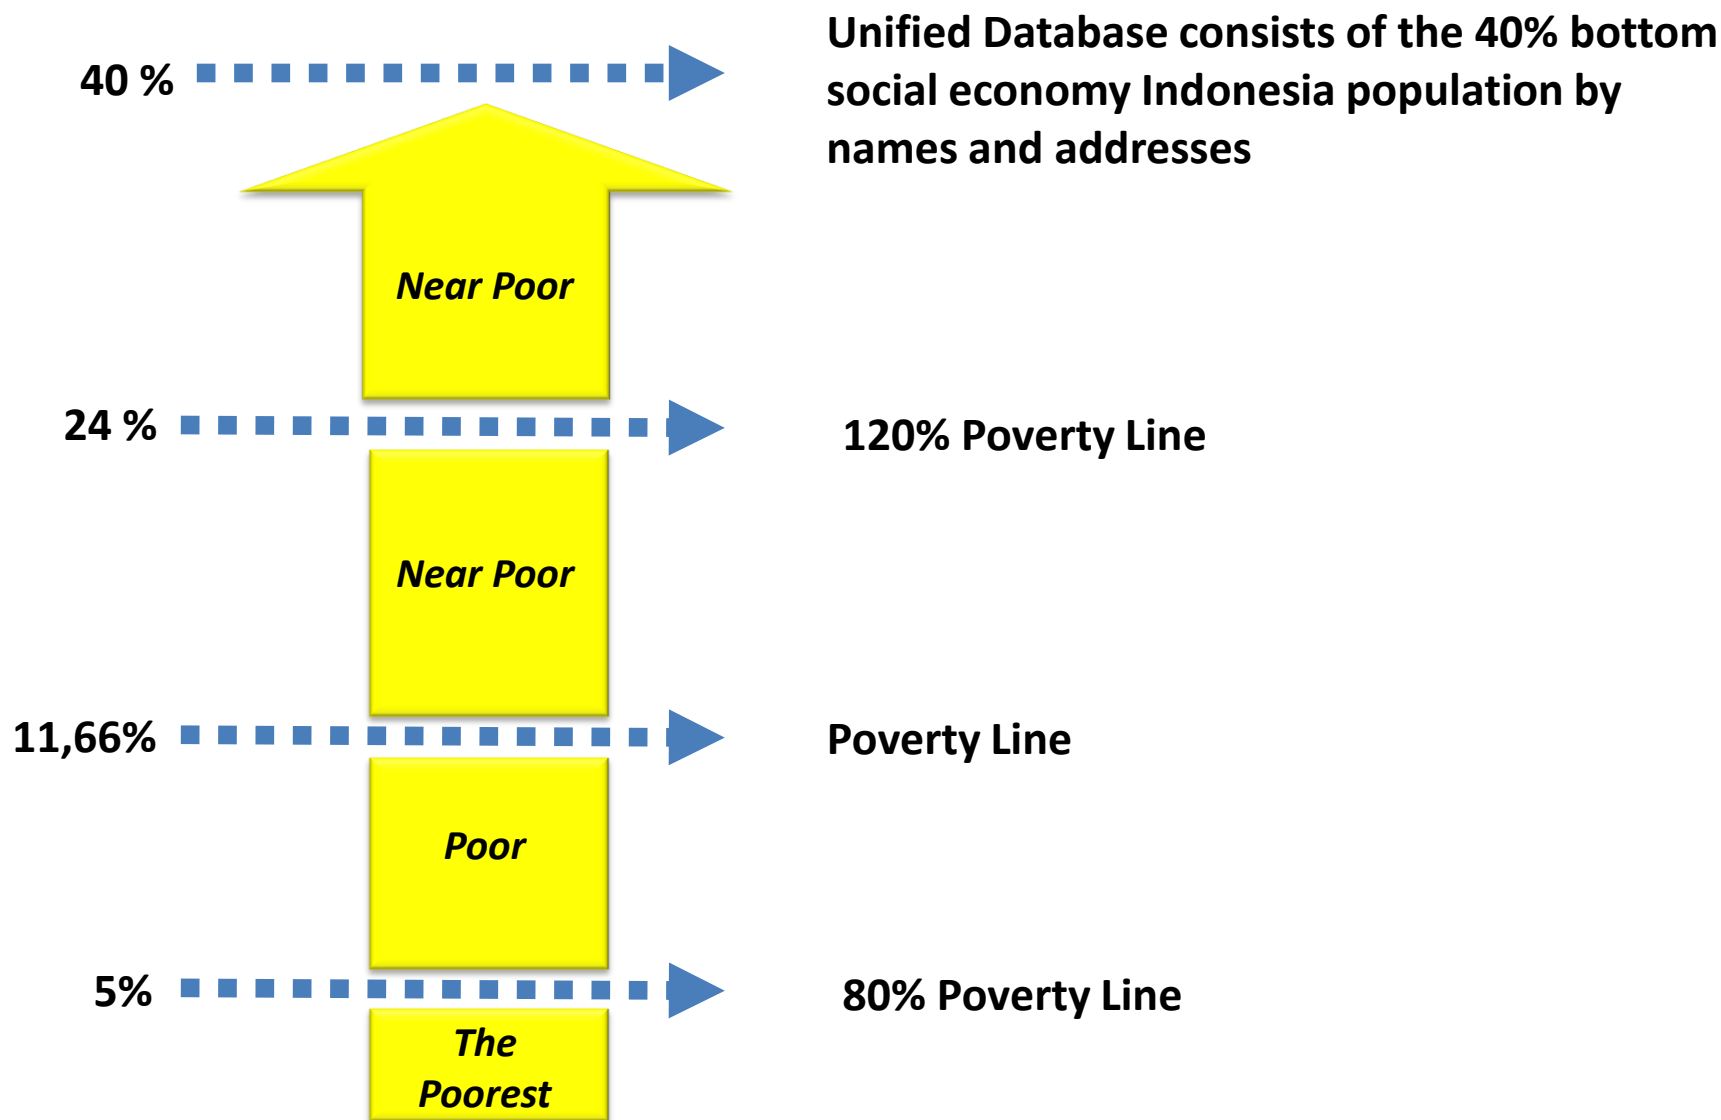 40 %
Unified Database consists of the 40% bottom
social economy Indonesia population by
names and addresses
Near Poor
24 %
120% Poverty Line
Near Poor
11,66%
Poverty Line
Poor
5%
80% Poverty Line
The
Poorest